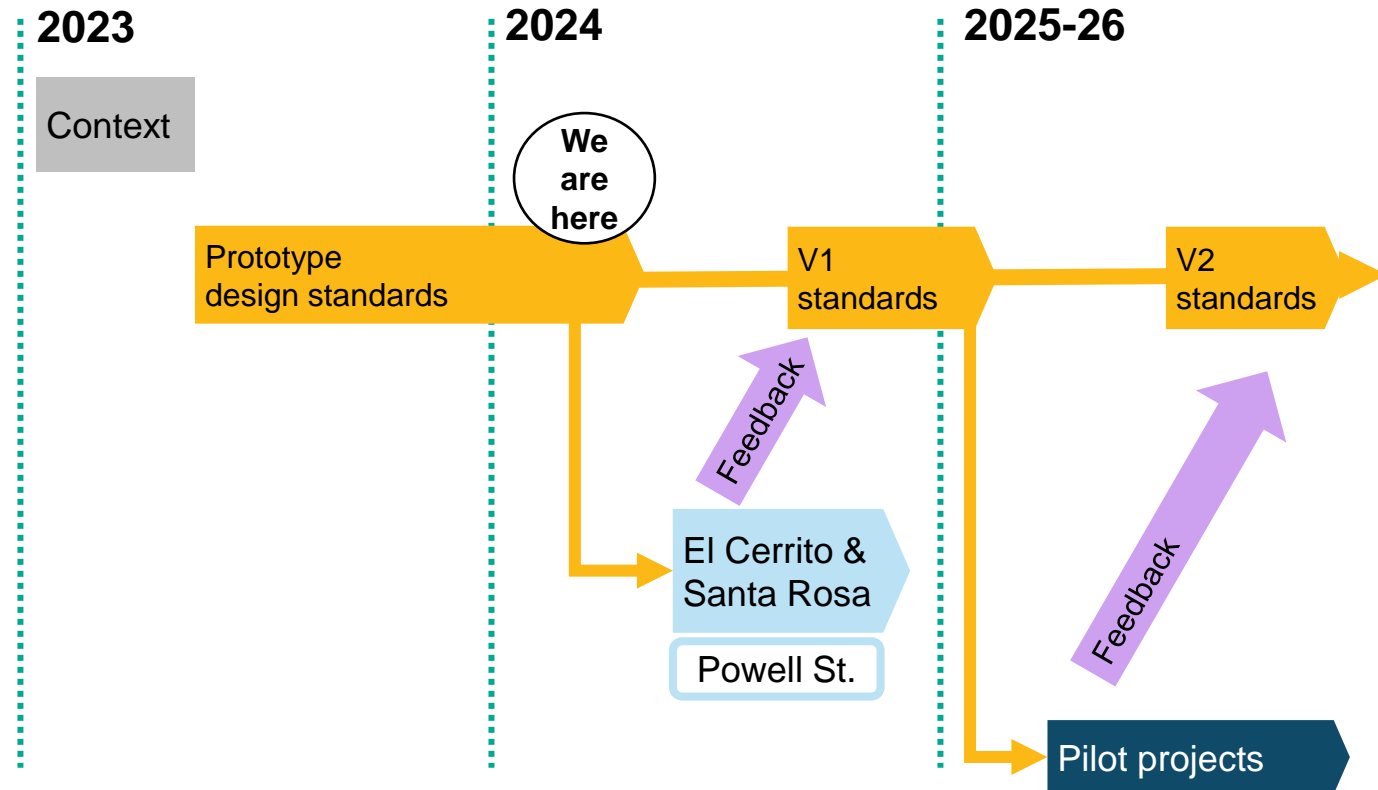 2023
2024
2025-26
Context
We
are
here
Prototype
design standards
V1
standards
V2
standards
Feedback
El Cerrito &
Santa Rosa
Powell St.
Feedback
Pilot projects